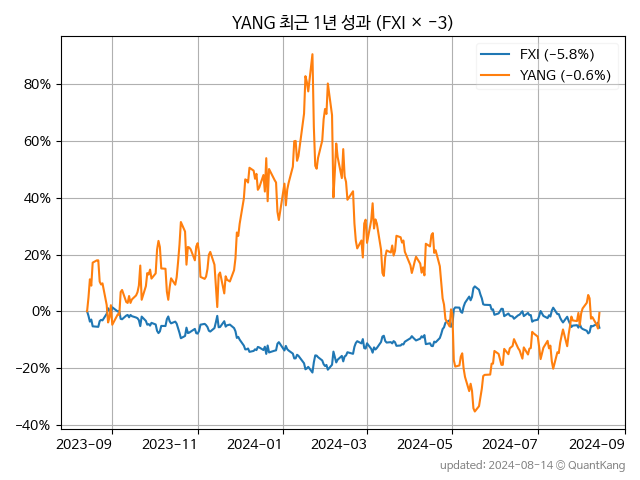 YANG 최근 1년 성과 (FXI × −3)
FXI (−5.8%)
YANG (−0.6%)
80%
60%
40%
20%
0%
−20%
−40%
2023-09 2023-11 2024-01 2024-03 2024-05 2024-07 2024-09
updated: 2024-08-14 © QuantKang